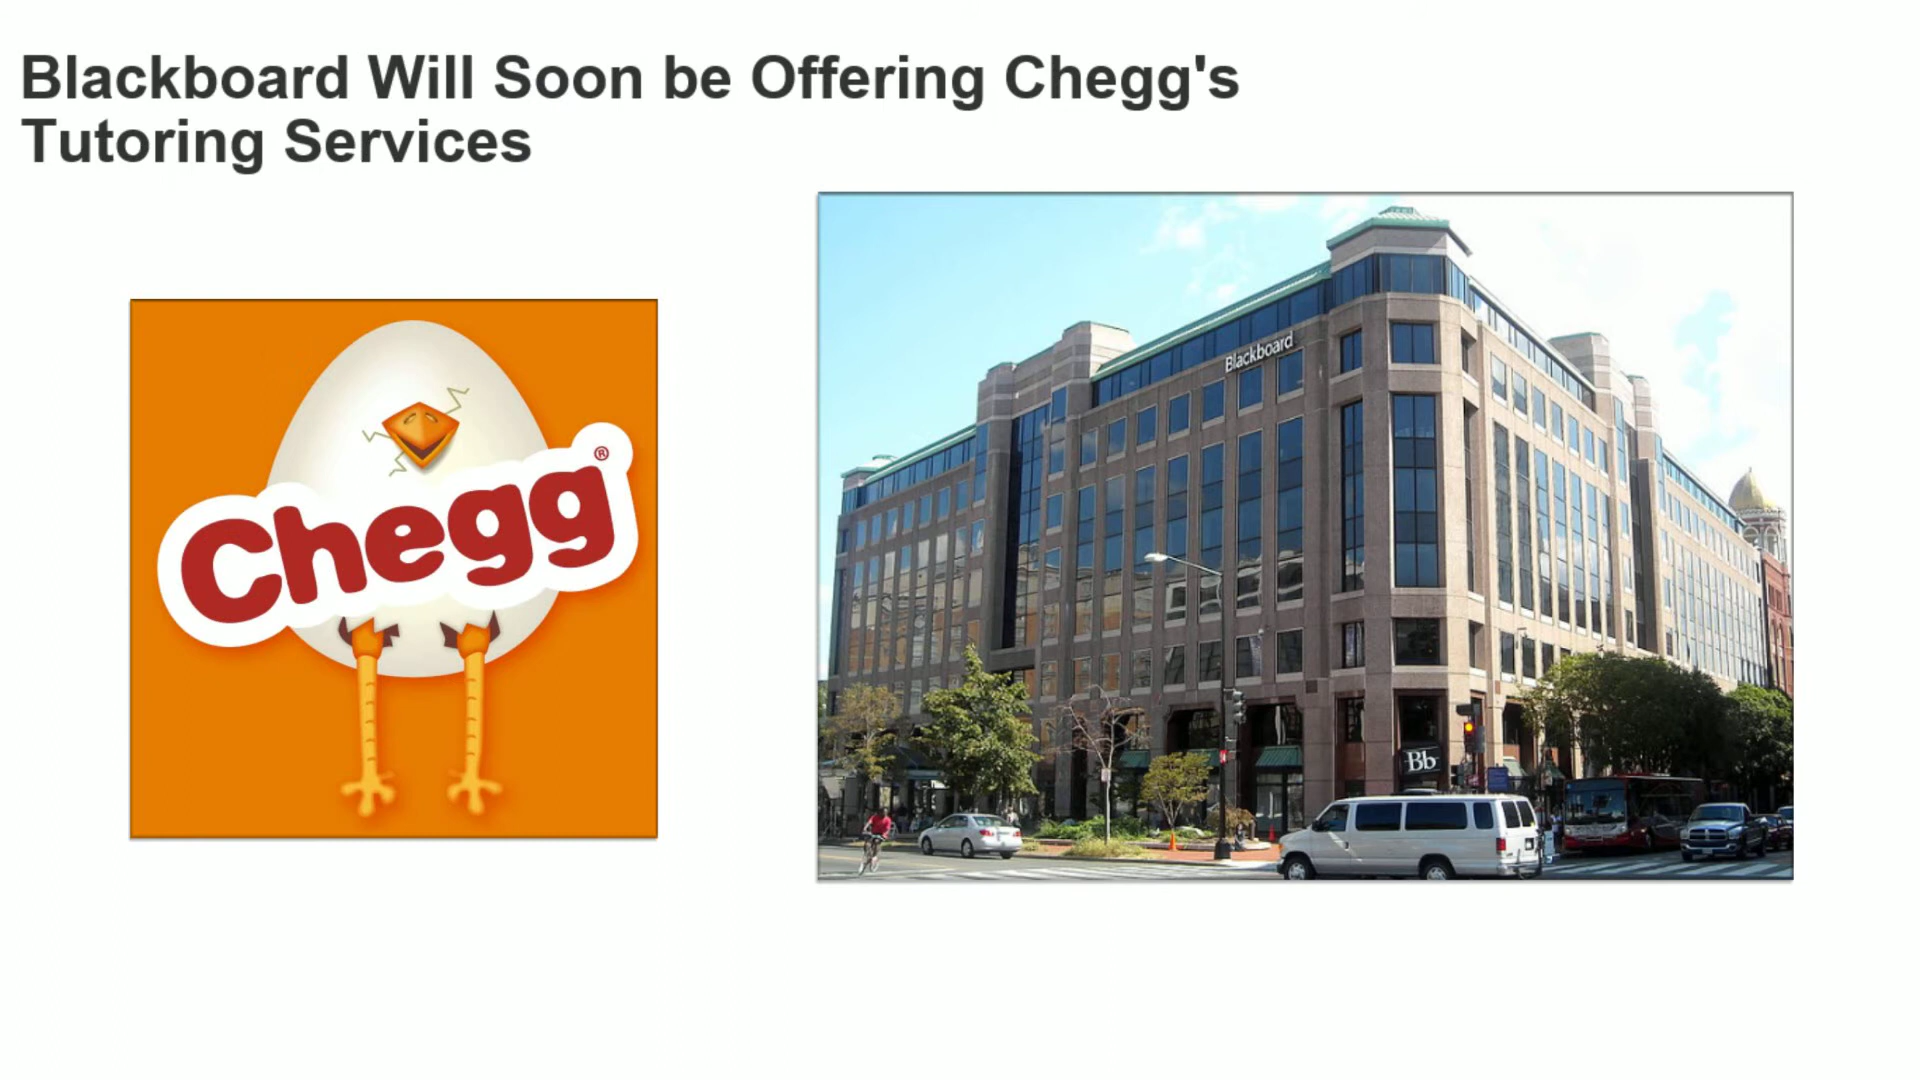 Blackboard Will Soon be Offering Chegg's
Tutoring Services
Chegg®
Blackboard
Bb